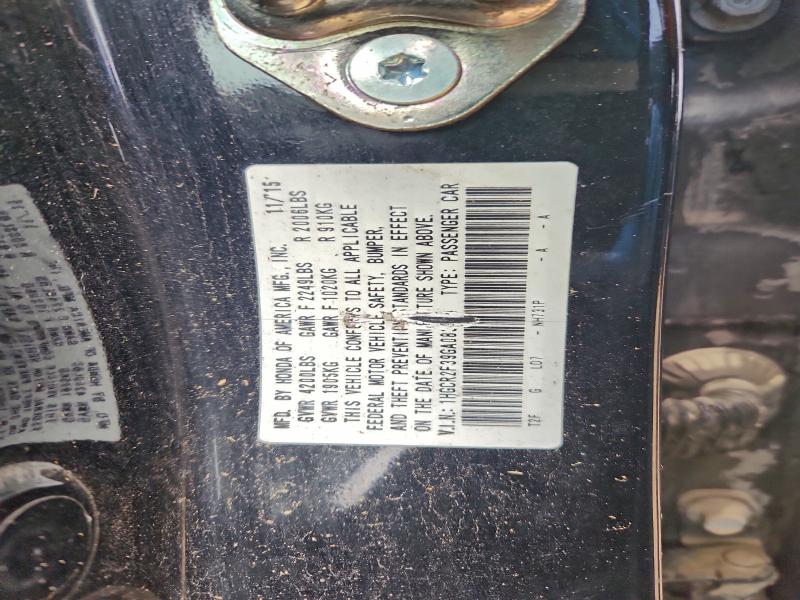 MFD. BY HONDA OF AMERICA MFG., INC. 11/15
GVWR 4200LBS GAWR F 2249LBS R 2006LBS
GVWR 1905KG GAWR F 1020KG R 910KG
THIS VEHICLE TO ALL APPLICABLE
FEDERAL MOTOR VEHICLE SAFETY, BUMPER,
AND THEFT PREVENTION STANDARDS IN EFFECT
ON THE DATE OF SHOWN ABOVE.
V.I.N.: TYPE: PASSENGER CAR
T2F G L07 - NH731P - A - A